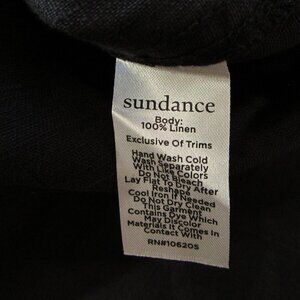 sundance
Body:
100% Linen
Exclusive Of Trims
Hand Wash Cold
Wash Separately
With Like Colors
Do Not Bleach
Lay Flat To Dry After
Reshape
Cool Iron If Needed
Do Not Dry Clean
This Garment
Contains Dye Which
May Discolor
Materials It Comes In
Contact With
RN#106205